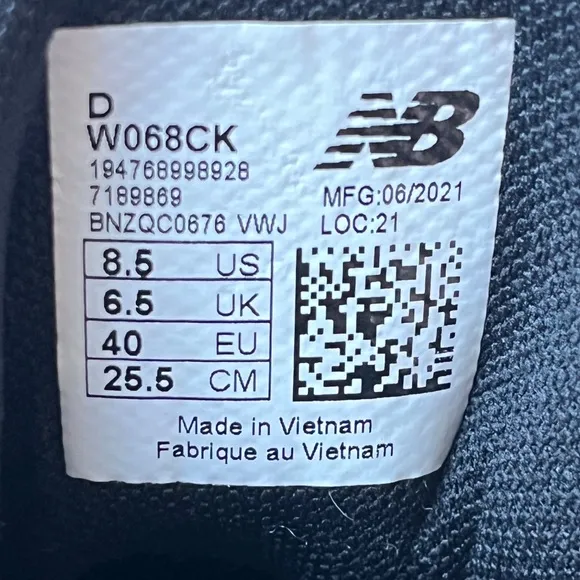 D
W068CK
194768998928
7189869
BNZQC0676 VWJ
NB
MFG:06/2021
LOC:21
8.5 US
6.5 UK
40 EU
25.5 CM
Made in Vietnam
Fabrique au Vietnam